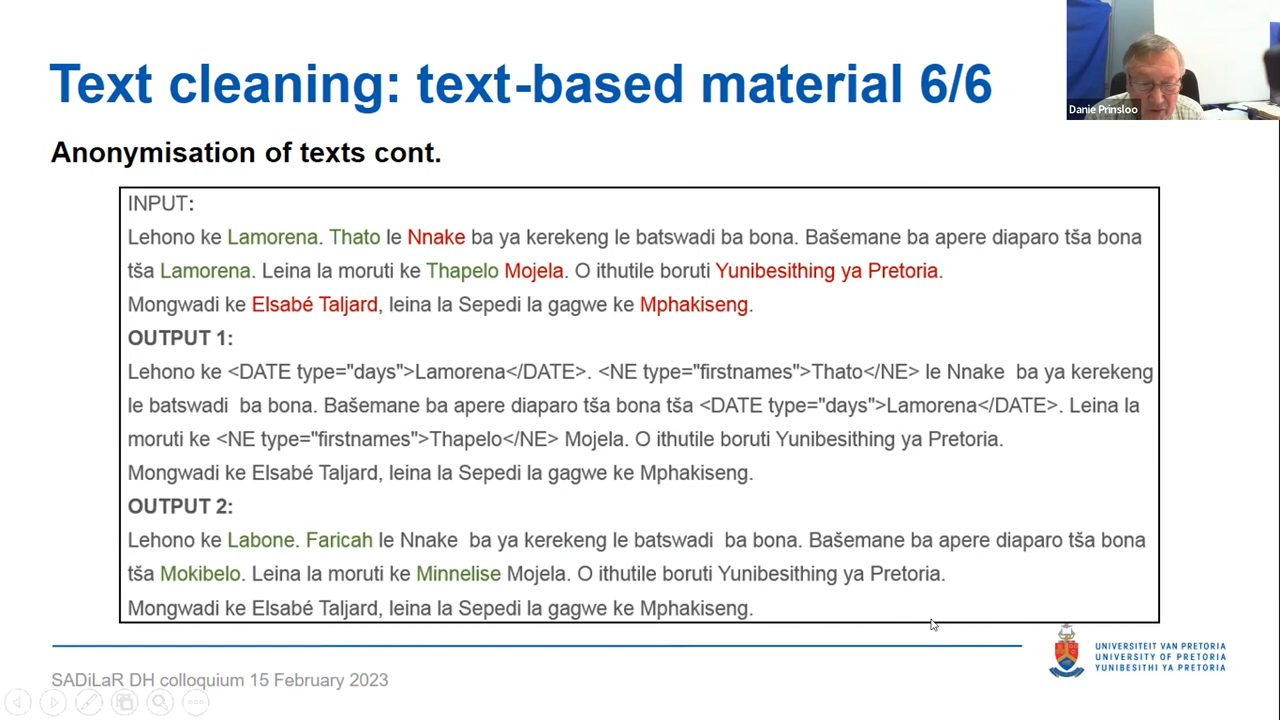 Text cleaning: text-based material 6/6
Danie Prinsloo
Anonymisation of texts cont.
INPUT:
Lehono ke Lamorena. Thato le Nnake ba ya kerekeng le batswadi ba bona. Bašemane ba apere diaparo tša bona
tša Lamorena. Leina la moruti ke Thapelo Mojela. O ithutile boruti Yunibesithing ya Pretoria.
Mongwadi ke Elsabé Taljard, leina la Sepedi la gagwe ke Mphakiseng.
OUTPUT 1:
Lehono ke <DATE type="days">Lamorena</DATE>. <NE type="firstnames">Thato</NE> le Nnake  ba ya kerekeng
le batswadi  ba bona. Bašemane ba apere diaparo tša bona tša <DATE type="days">Lamorena</DATE>. Leina la
moruti ke <NE type="firstnames">Thapelo</NE> Mojela. O ithutile boruti Yunibesithing ya Pretoria.
Mongwadi ke Elsabé Taljard, leina la Sepedi la gagwe ke Mphakiseng.
OUTPUT 2:
Lehono ke Labone. Faricah le Nnake  ba ya kerekeng le batswadi  ba bona. Bašemane ba apere diaparo tša bona
tša Mokibelo. Leina la moruti ke Minnelise Mojela. O ithutile boruti Yunibesithing ya Pretoria.
Mongwadi ke Elsabé Taljard, leina la Sepedi la gagwe ke Mphakiseng.
UNIVERSITEIT VAN PRETORIA
UNIVERSITY OF PRETORIA
YUNIBESITHI YA PRETORIA
SADiLaR DH colloquium 15 February 2023